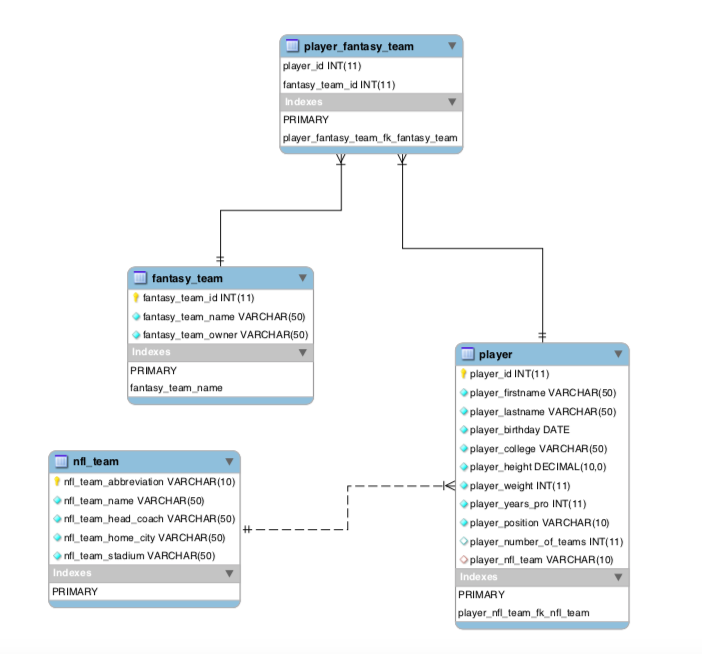 player_fantasy_team
player_id INT(11)
fantasy_team_id INT(11)
Indexes
PRIMARY
player_fantasy_team_fk_fantasy_team
fantasy_team
fantasy_team_id INT(11)
fantasy_team_name VARCHAR(50)
fantasy_team_owner VARCHAR(50)
Indexes
PRIMARY
fantasy_team_name
player
player_id INT(11)
player_firstname VARCHAR(50)
player_lastname VARCHAR(50)
player_birthday DATE
player_college VARCHAR(50)
player_height DECIMAL(10,0)
player_weight INT(11)
player_years_pro INT(11)
player_position VARCHAR(10)
player_number_of_teams INT(11)
player_nfl_team VARCHAR(10)
Indexes
PRIMARY
player_nfl_team_fk_nfl_team
nfl_team
nfl_team_abbreviation VARCHAR(10)
nfl_team_name VARCHAR(50)
nfl_team_head_coach VARCHAR(50)
nfl_team_home_city VARCHAR(50)
nfl_team_stadium VARCHAR(50)
Indexes
PRIMARY